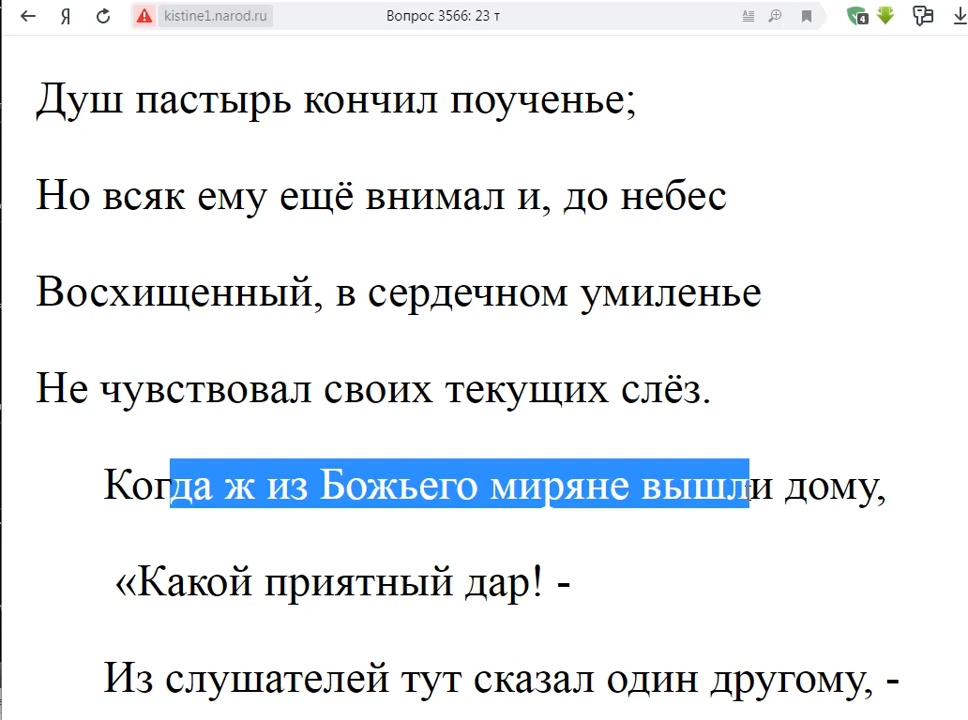 kistine1.narod.ru Вопрос 3566: 23 т 4
Душ пастырь кончил поученье;
Но всяк ему ещё внимал и, до небес
Восхищенный, в сердечном умиленье
Не чувствовал своих текущих слёз.
Когда ж из Божьего миряне вышли дому,
«Какой приятный дар! -
Из слушателей тут сказал один другому, -